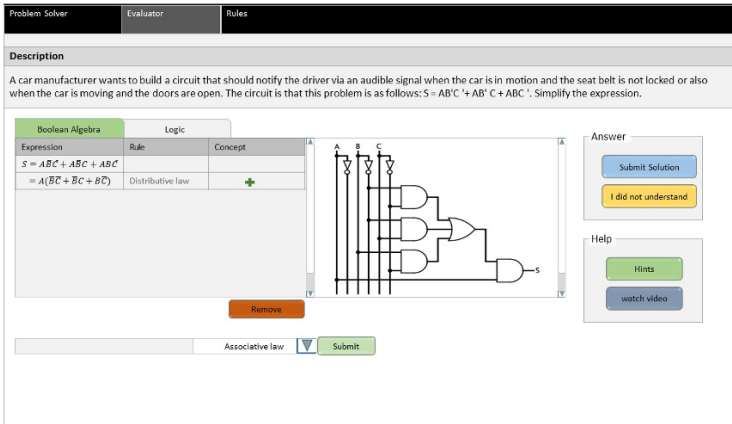 Problem Solver
Evaluator
Rules
Description
A car manufacturer wants to build a circuit that should notify the driver via an audible signal when the car is in motion and the seat belt is not locked or also
when the car is moving and the doors are open. The circuit is that this problem is as follows: S = AB'C '+ AB' C + ABC '. Simplify the expression.
Boolean Algebra
Logic
Expression
Rule
Concept
S = AB̅C̅ + AB̅C + ABC̅
= A(B̅C̅ + B̅C + BC̅)
Distributive law
A
B
C
S
Remove
Associative law
Submit
Answer
Submit Solution
I did not understand
Help
Hints
watch video